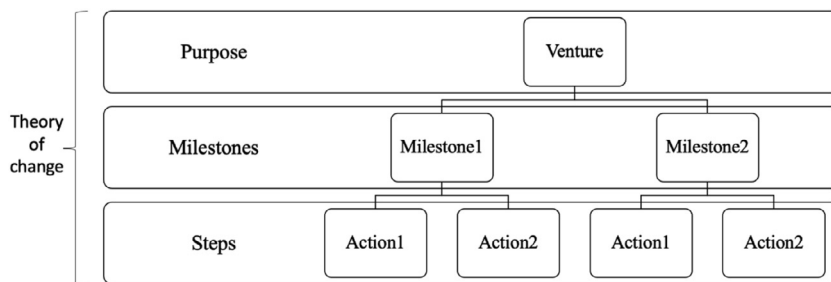 Purpose
Venture
Theory
of
change
Milestones
Milestone1
Milestone2
Steps
Action1
Action2
Action1
Action2